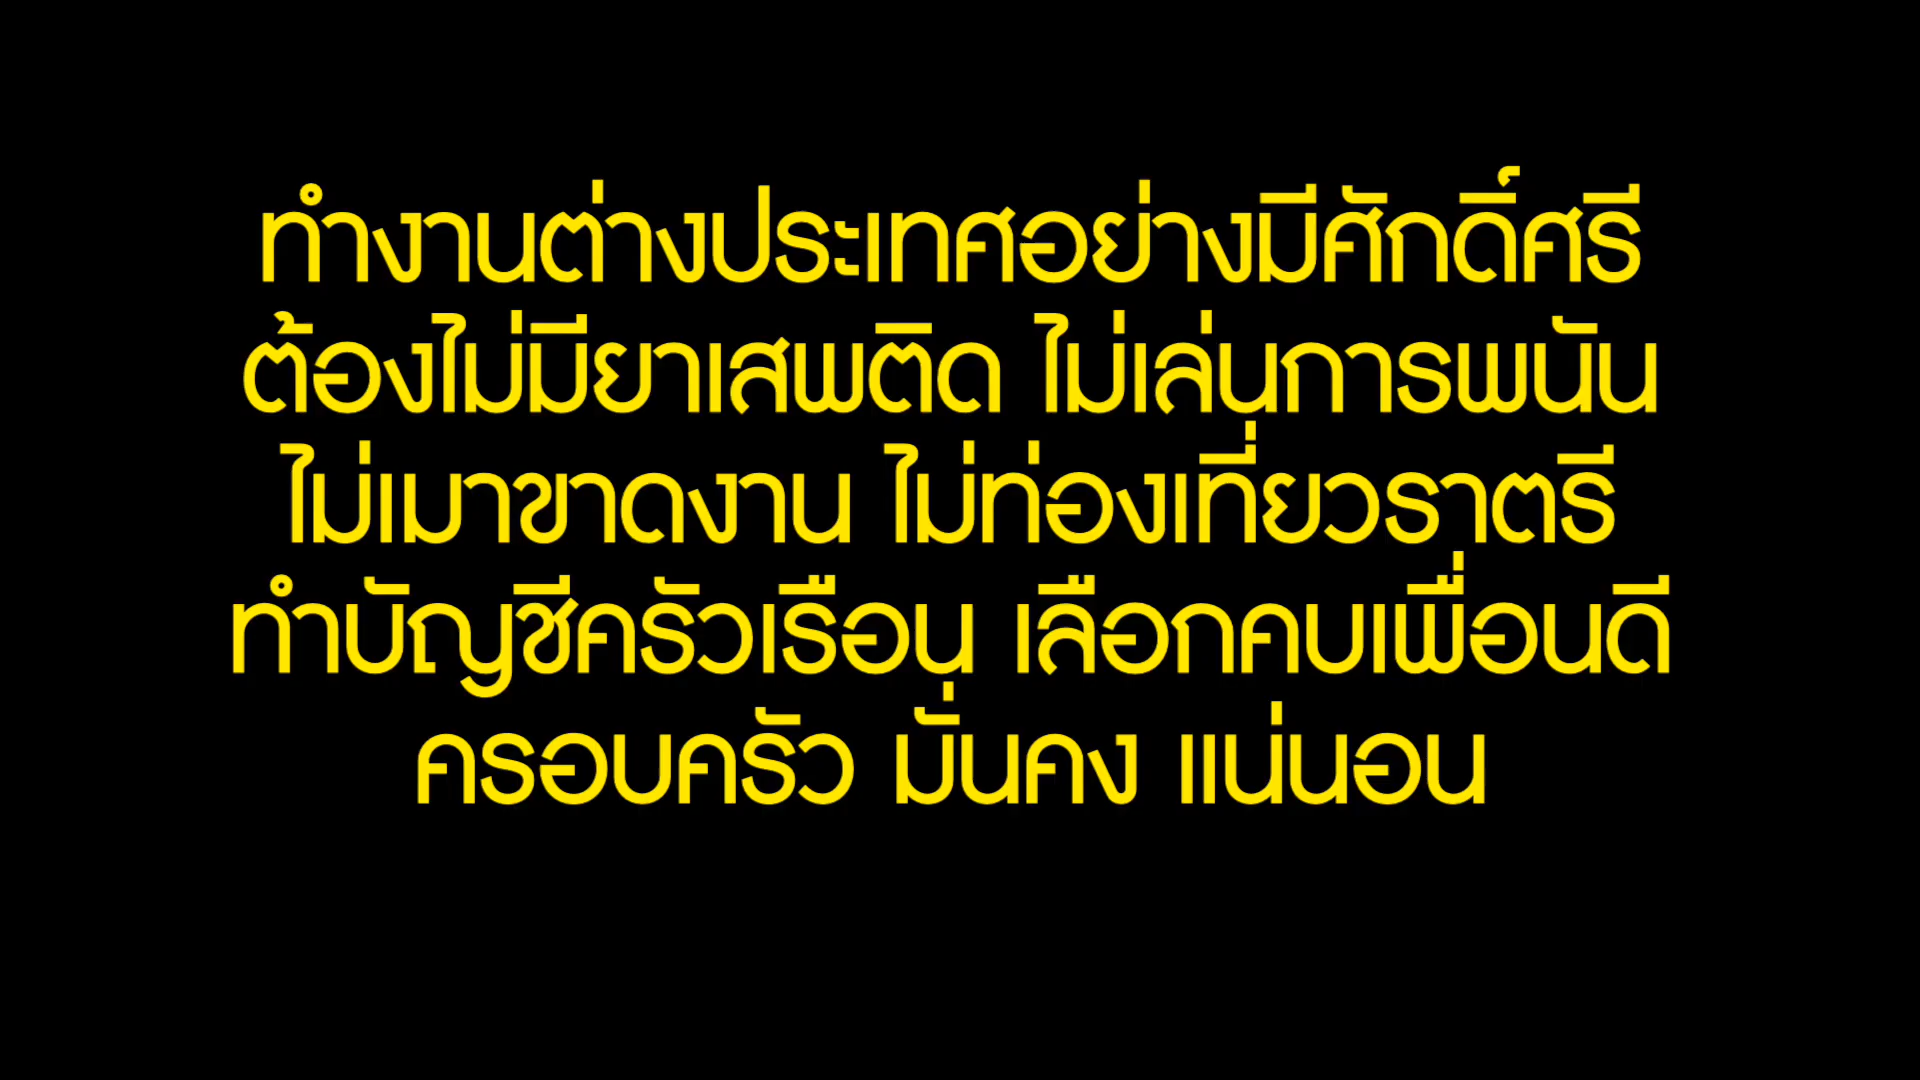 ทำงานต่างประเทศอย่างมีศักดิ์ศรี
ต้องไม่มียาเสพติด ไม่เล่นการพนัน
ไม่เมาขาดงาน ไม่ท่องเที่ยวราตรี
ทำบัญชีครัวเรือน เลือกคบเพื่อนดี
ครอบครัว มั่นคง แน่นอน